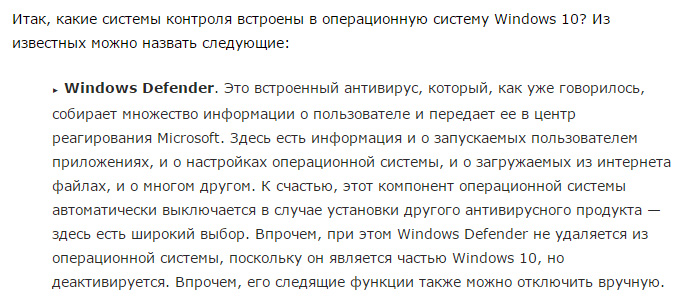 Итак, какие системы контроля встроены в операционную систему Windows 10? Из
известных можно назвать следующие:
▸ Windows Defender. Это встроенный антивирус, который, как уже говорилось,
собирает множество информации о пользователе и передает ее в центр
реагирования Microsoft. Здесь есть информация и о запускаемых пользователем
приложениях, и о настройках операционной системы, и о загружаемых из интернета
файлах, и о многом другом. К счастью, этот компонент операционной системы
автоматически выключается в случае установки другого антивирусного продукта —
здесь есть широкий выбор. Впрочем, при этом Windows Defender не удаляется из
операционной системы, поскольку он является частью Windows 10, но
деактивируется. Впрочем, его следящие функции также можно отключить вручную.